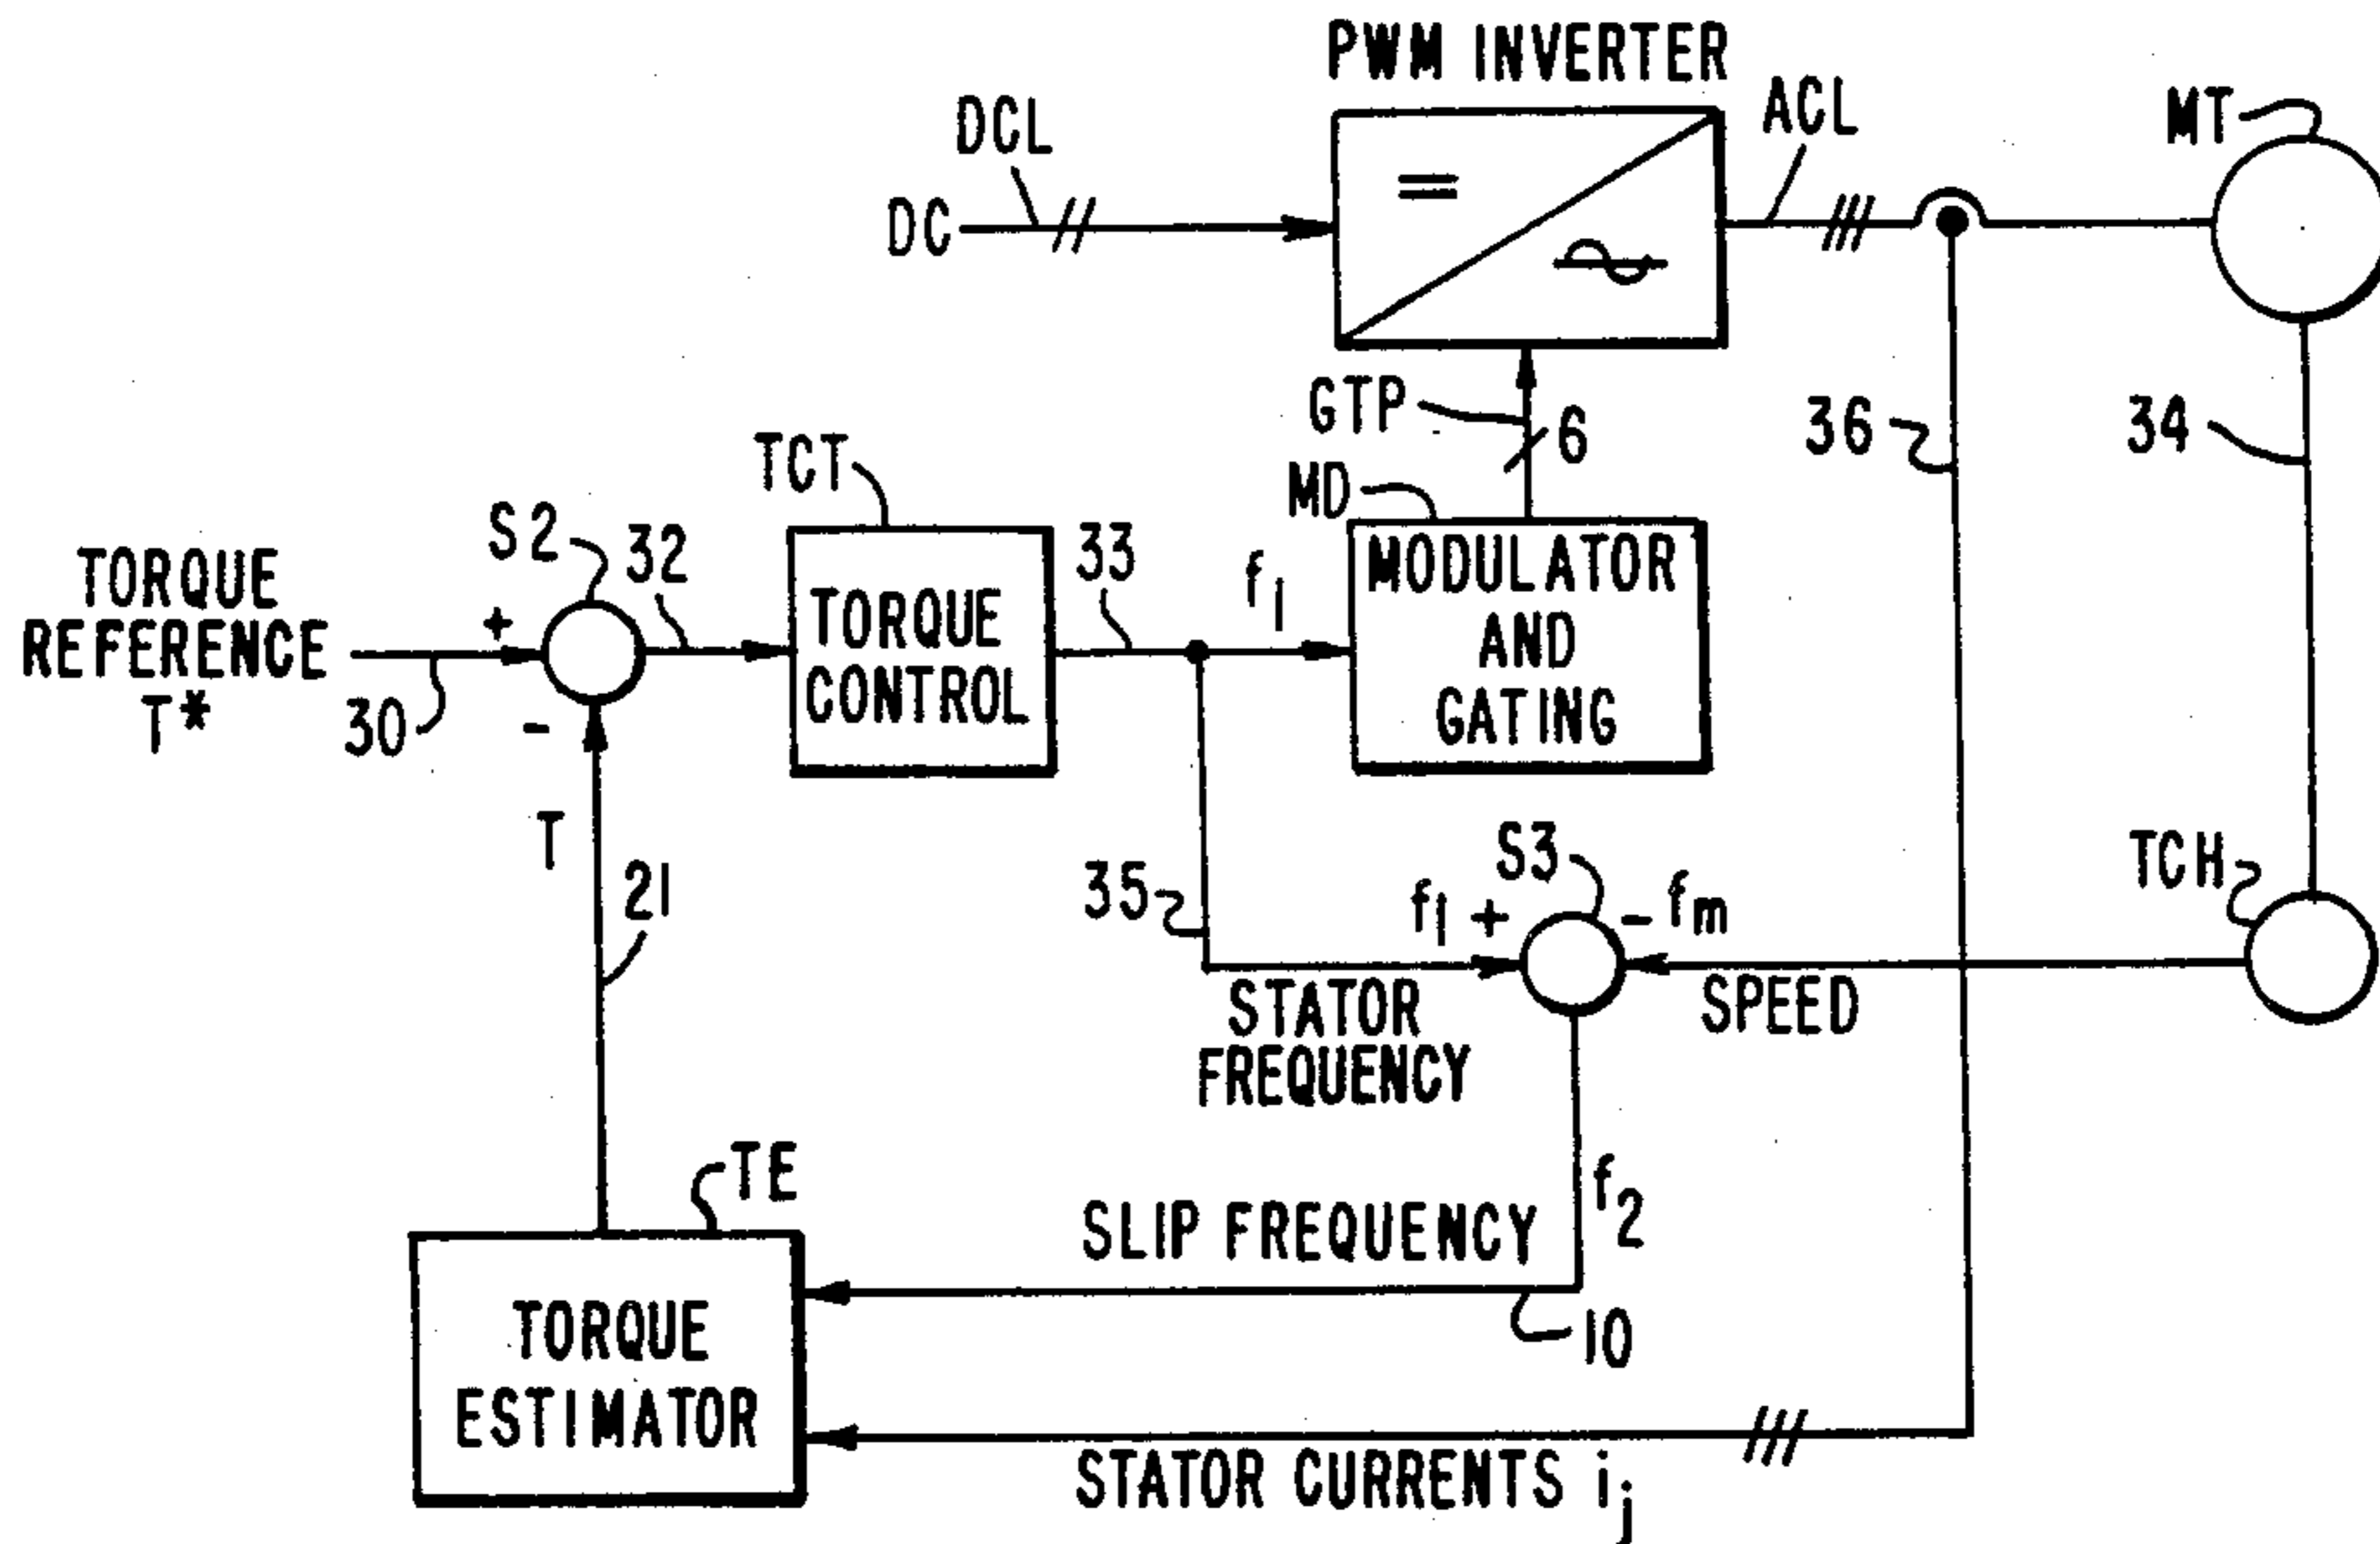 PWM INVERTER
DCL
ACL
MT
DC
GTP
6
36
34
TCT
MD
S2
32
33
f1
MODULATOR
AND
GATING
TORQUE
REFERENCE
T*
+
30
-
TORQUE
CONTROL
T
21
35
S3
f1 +
- fm
TCH
STATOR
FREQUENCY
SPEED
TE
f2
SLIP FREQUENCY
10
TORQUE
ESTIMATOR
STATOR CURRENTS ij